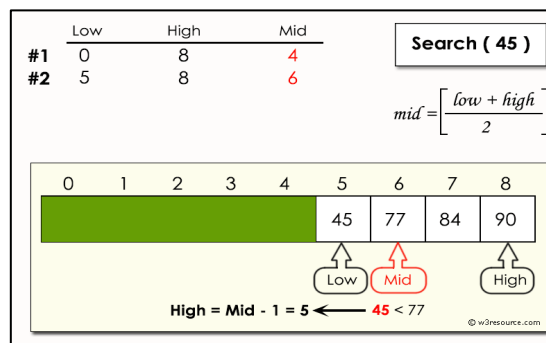 Low High Mid
#1 0 8 4
#2 5 8 6
Search ( 45 )
mid = [ low + high
2 ]
0 1 2 3 4 5 6 7 8
45 77 84 90
Low Mid High
High = Mid - 1 = 5 ← 45 < 77
© w3resource.com